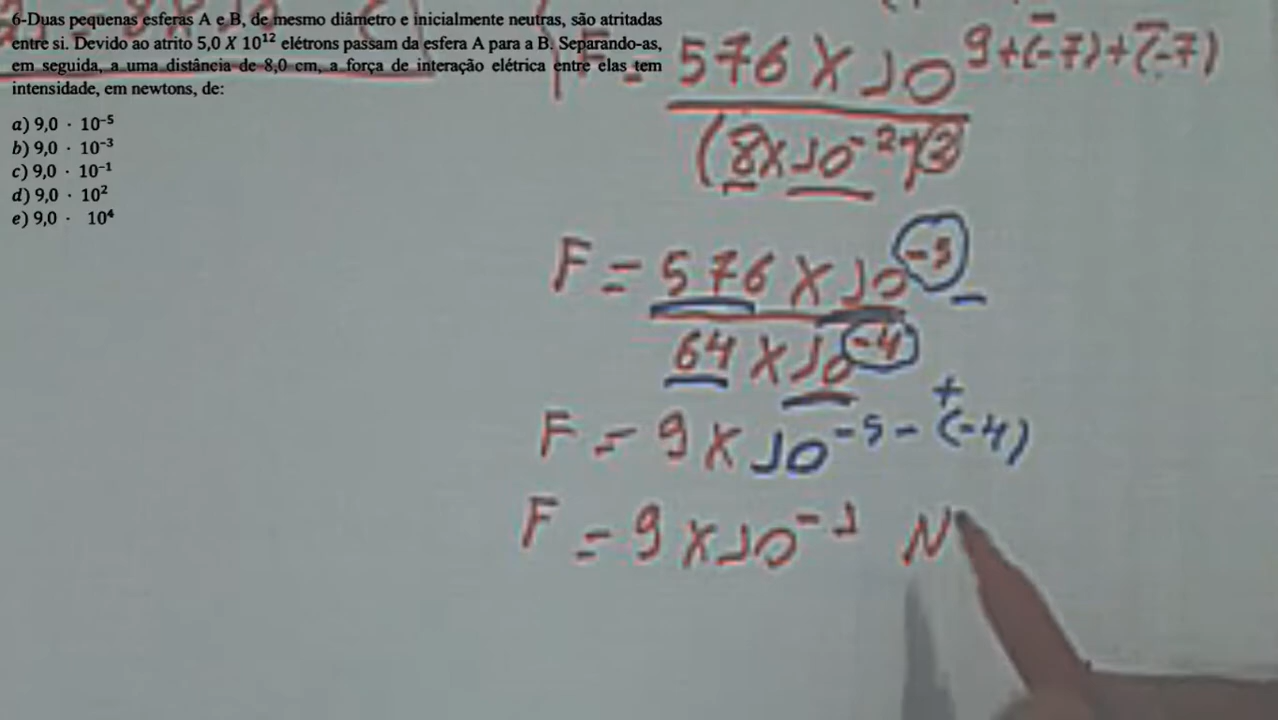 6-Duas pequenas esferas A e B, de mesmo diâmetro e inicialmente neutras, são atritadas
entre si. Devido ao atrito 5,0 X 10¹² elétrons passam da esfera A para a B. Separando-as,
em seguida, a uma distância de 8,0 cm, a força de interação elétrica entre elas tem
intensidade, em newtons, de:
a) 9,0 · 10⁻⁵
b) 9,0 · 10⁻³
c) 9,0 · 10⁻¹
d) 9,0 · 10²
e) 9,0 · 10⁴
F = 576 X 10⁹⁺⁽⁻⁷⁾⁺⁽⁻⁷⁾
(8x10⁻²)²
F = 576 X 10⁻⁵
64 X 10⁻⁴
+
F = 9 X 10⁻⁵⁻⁽⁻⁴⁾
F = 9 X 10⁻¹ N